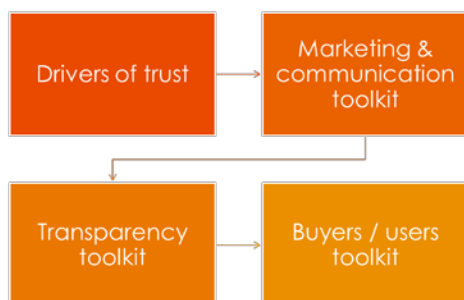 Drivers of trust
Marketing &
communication
toolkit
Transparency
toolkit
Buyers / users
toolkit